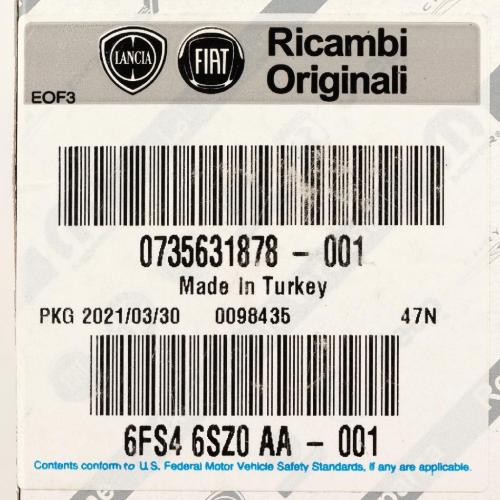 LANCIA FIAT Ricambi
Originali
EOF3
0735631878 - 001
Made In Turkey
PKG 2021/03/30 0098435 47N
6FS4 6SZ0 AA - 001
Contents conform to U.S. Federal Motor Vehicle Safety Standards, if any are applicable.